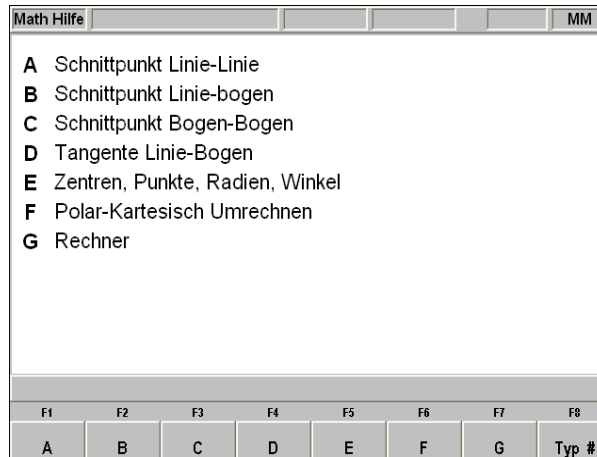 Math Hilfe MM
A Schnittpunkt Linie-Linie
B Schnittpunkt Linie-bogen
C Schnittpunkt Bogen-Bogen
D Tangente Linie-Bogen
E Zentren, Punkte, Radien, Winkel
F Polar-Kartesisch Umrechnen
G Rechner
F1 F2 F3 F4 F5 F6 F7 F8
A B C D E F G Typ #